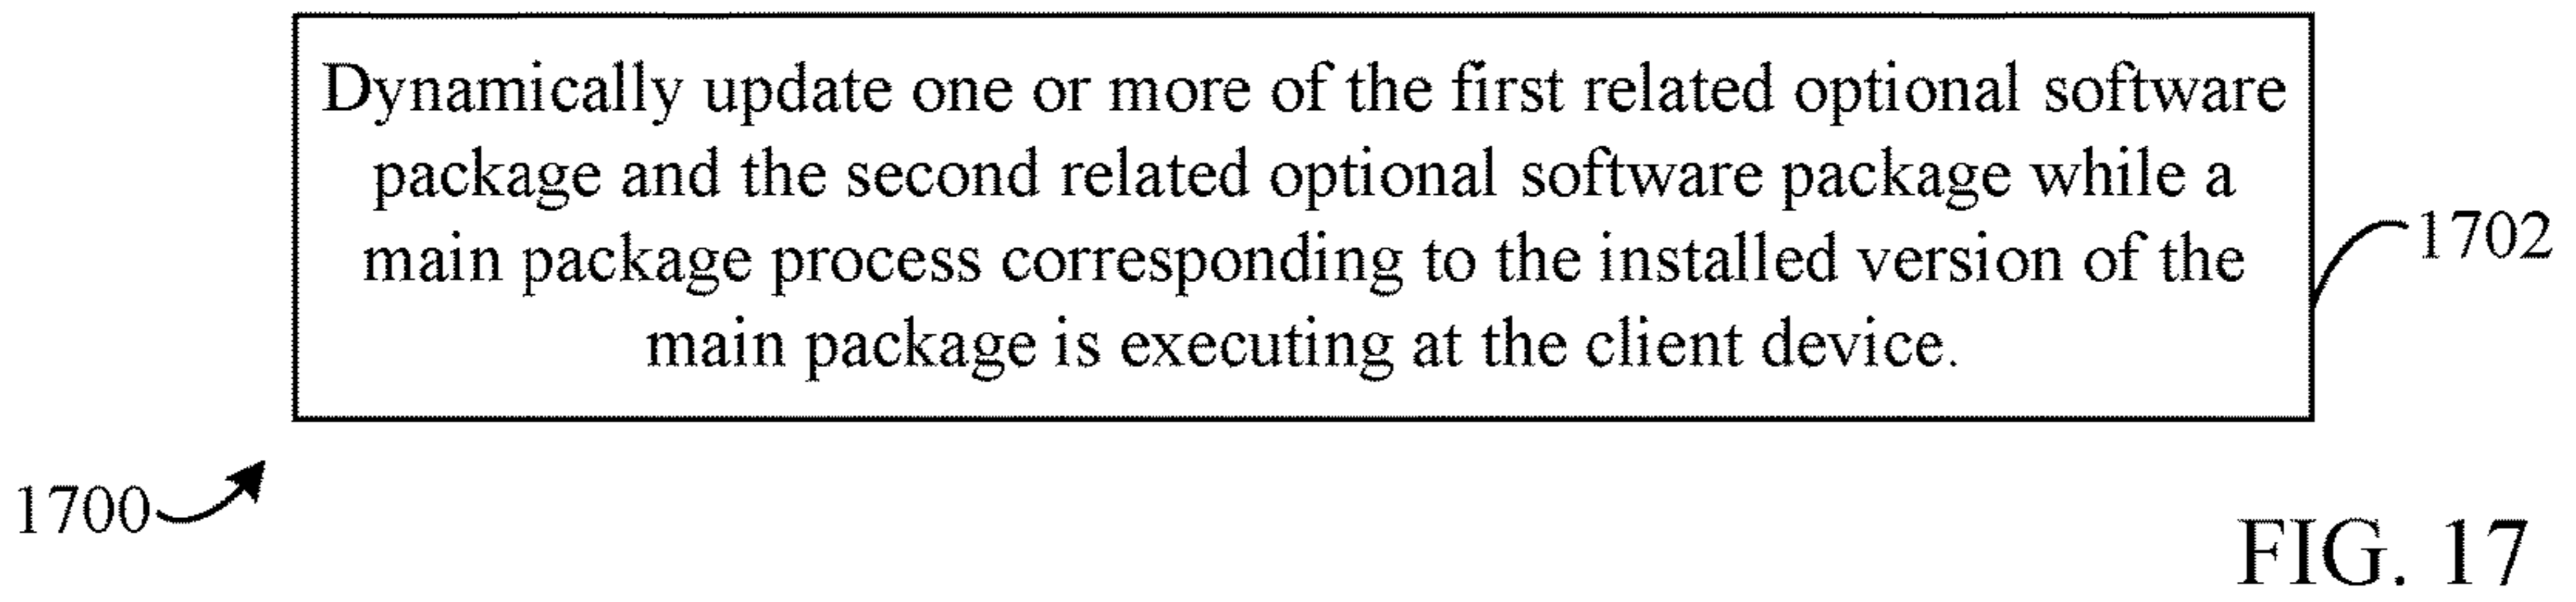 Dynamically update one or more of the first related optional software
package and the second related optional software package while a
main package process corresponding to the installed version of the
main package is executing at the client device.
1702
1700
FIG. 17